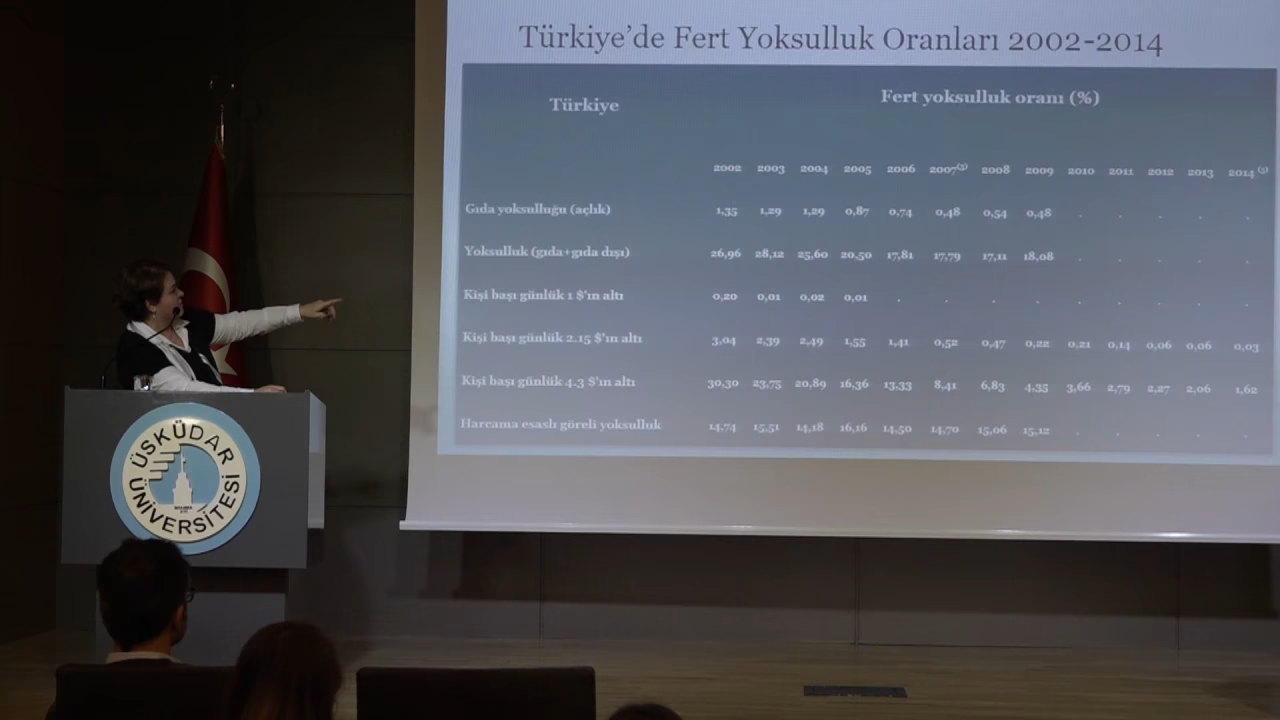 Türkiye'de Fert Yoksulluk Oranları 2002-2014
Türkiye Fert yoksulluk oranı (%)
2002 2003 2004 2005 2006 2007⁽³⁾ 2008 2009 2010 2011 2012 2013 2014
Gıda yoksulluğu (açlık) 1,35 1,29 1,29 0,87 0,74 0,48 0,54 0,48 . . . . .
Yoksulluk (gıda+gıda dışı) 26,96 28,12 25,60 20,50 17,81 17,79 17,11 18,08 . . . . .
Kişi başı günlük 1 $'ın altı 0,20 0,01 0,02 0,01 . . . . . . . . .
Kişi başı günlük 2.15 $'ın altı 3,04 2,39 2,49 1,55 1,41 0,52 0,47 0,22 0,21 0,14 0,06 0,06 0,03
Kişi başı günlük 4.3 $'ın altı 30,30 23,75 20,89 16,36 13,33 8,41 6,83 4,35 3,66 2,79 2,27 2,06 1,62
Harcama esaslı göreli yoksulluk 14,74 15,51 14,18 16,16 14,50 14,70 15,06 15,12 . . . . .
ÜSKÜDAR
ÜNİVERSİTESİ